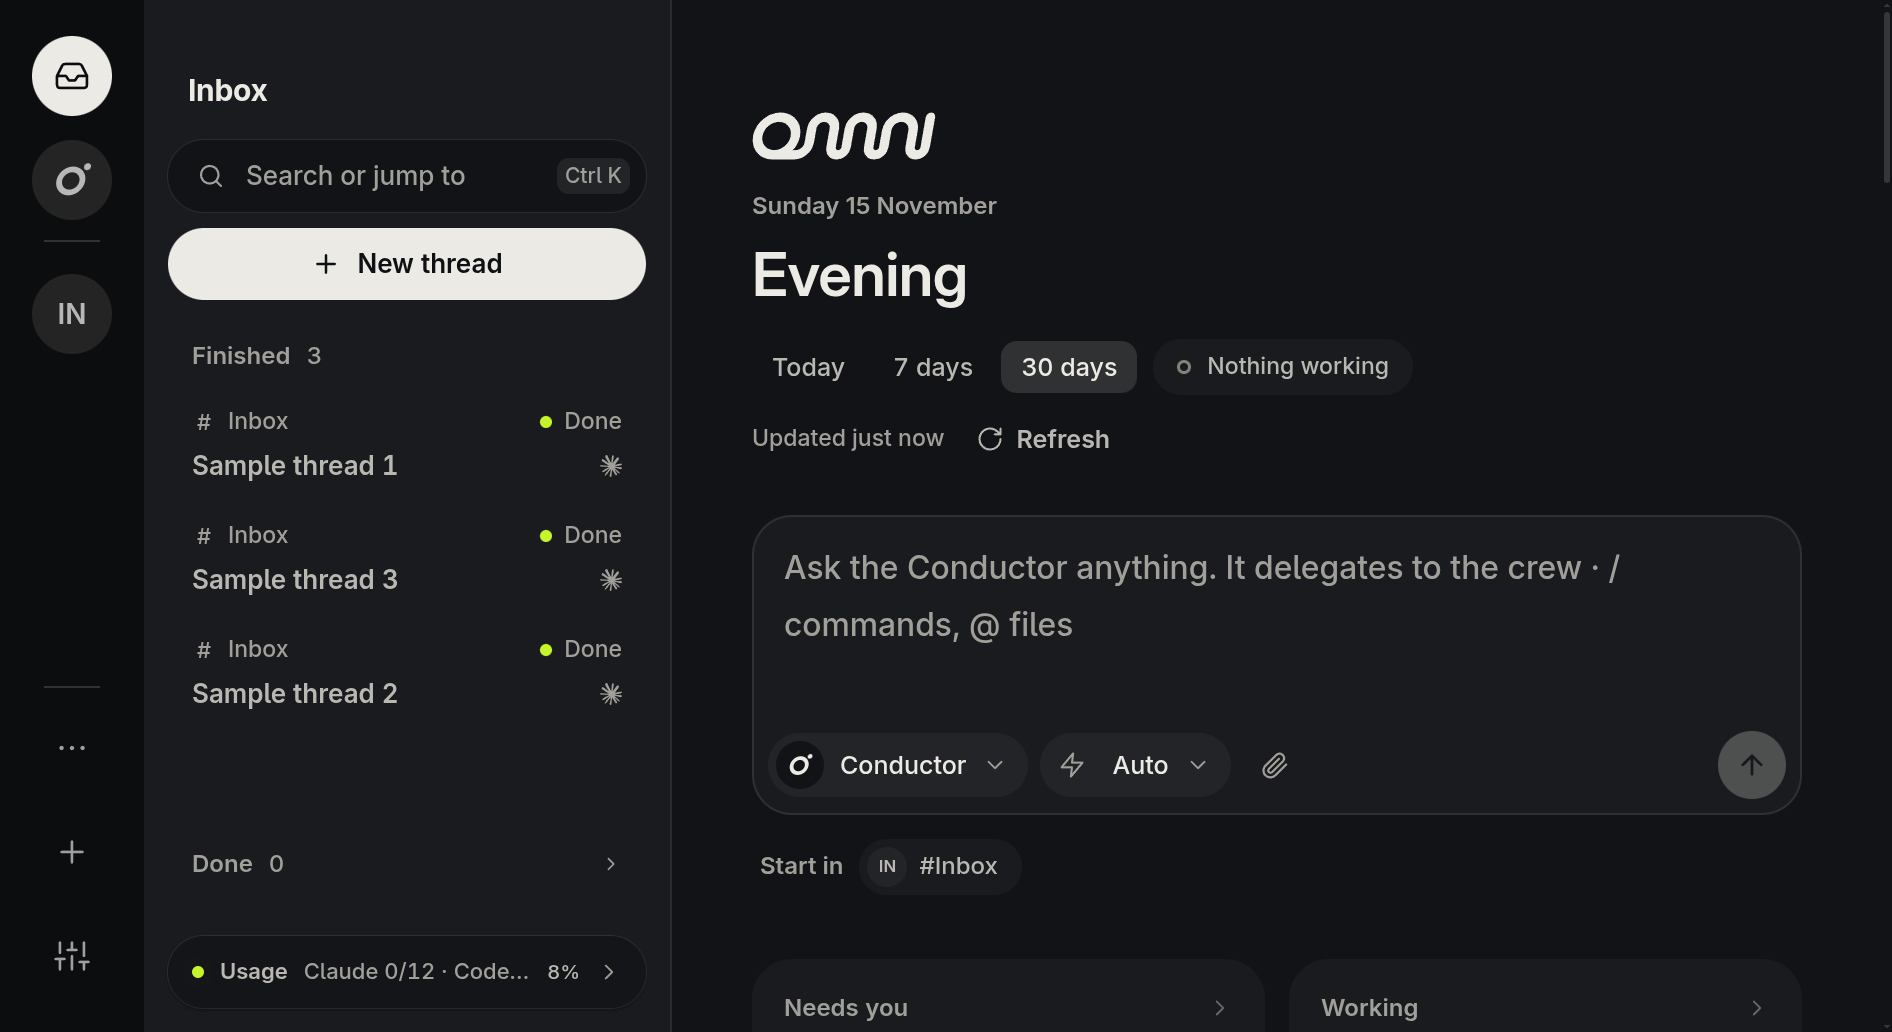 Inbox
Search or jump to Ctrl K
New thread
IN
Finished 3
# Inbox Done
Sample thread 1
# Inbox Done
Sample thread 3
# Inbox Done
Sample thread 2
Done 0
Usage Claude 0/12 · Code... 8%
omni
Sunday 15 November
Evening
Today 7 days 30 days Nothing working
Updated just now Refresh
Ask the Conductor anything. It delegates to the crew · /
commands, @ files
Conductor Auto
Start in IN #Inbox
Needs you Working